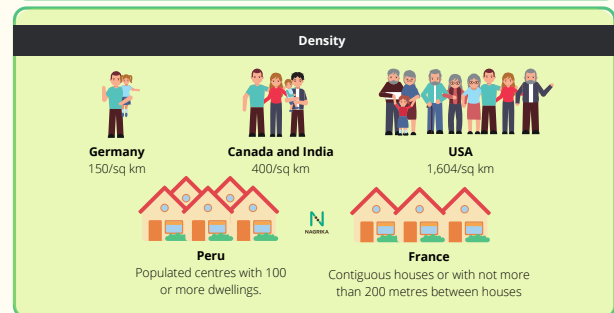 Density
Germany
150/sq km
Canada and India
400/sq km
USA
1,604/sq km
Peru
Populated centres with 100
or more dwellings.
NAGRIKA
France
Contiguous houses or with not more
than 200 metres between houses